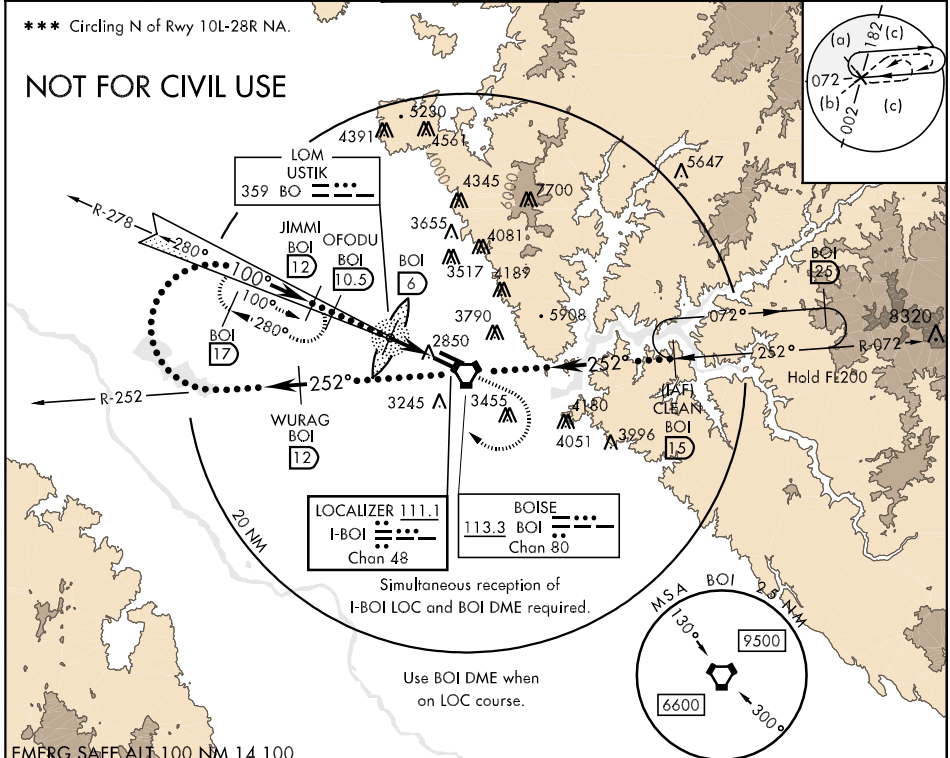 *** Circling N of Rwy 10L-28R NA.
NOT FOR CIVIL USE
(a)
182
(c)
072
(b)
002
(c)
5230
4391
4561
4000
LOM
USTIK
359 BO
5647
4345
6000
7700
R-278
280°
100°
JIMMI
BOI
12
OFODU
BOI
10.5
3655
4081
3517
4189
BOI
6
BOI
25
100°
280°
BOI
17
3790
5908
072°
8320
2850
252°
252°
R-072
252°
Hold FL200
R-252
WURAG
BOI
12
3245
3455
4180
4051
(IAF)
CLEAN
BOI
15
3996
LOCALIZER 111.1
I-BOI
Chan 48
BOISE
113.3 BOI
Chan 80
20 NM
Simultaneous reception of
I-BOI LOC and BOI DME required.
MSA BOI 25 NM
130°
9500
6600
300°
Use BOI DME when
on LOC course.
EMERG SAFE ALT 100 NM 14,100